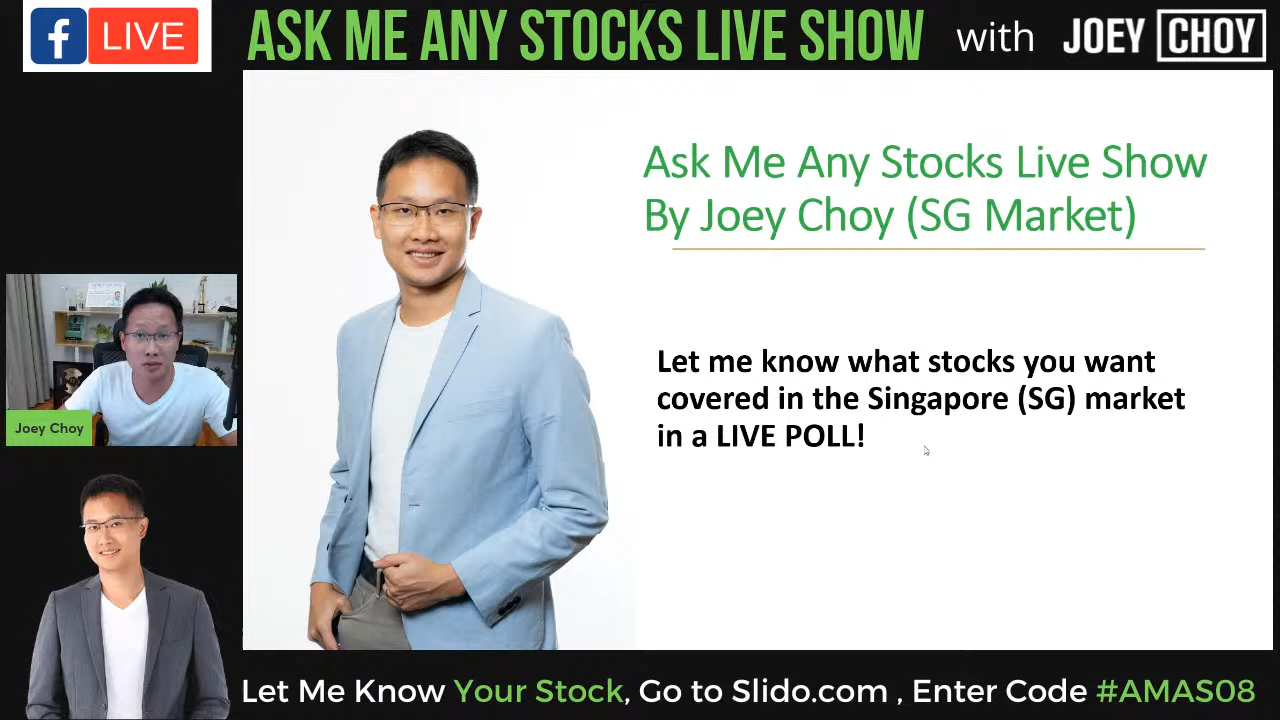 f LIVE
ASK ME ANY STOCKS LIVE SHOW with JOEY CHOY
Ask Me Any Stocks Live Show
By Joey Choy (SG Market)
Let me know what stocks you want
covered in the Singapore (SG) market
in a LIVE POLL!
Joey Choy
Let Me Know Your Stock, Go to Slido.com , Enter Code #AMAS08